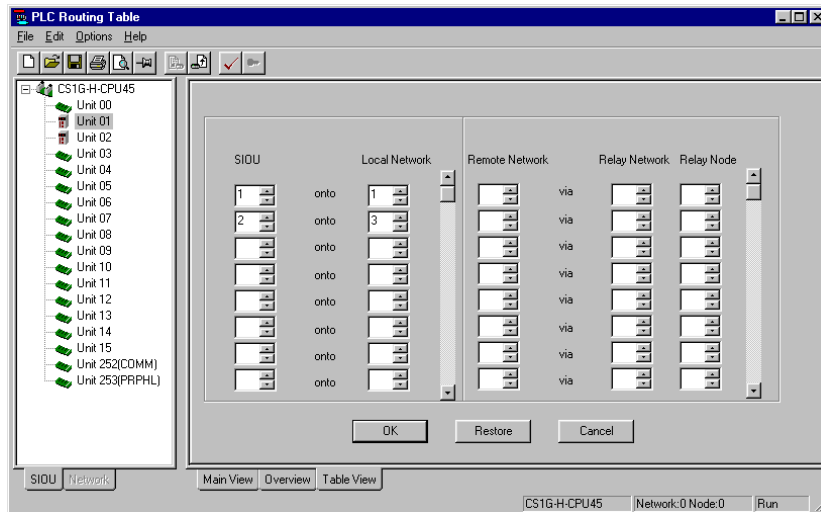 PLC Routing Table
File Edit Options Help
CS1G-H-CPU45
Unit 00
Unit 01
Unit 02
Unit 03
Unit 04
Unit 05
Unit 06
Unit 07
Unit 08
Unit 09
Unit 10
Unit 11
Unit 12
Unit 13
Unit 14
Unit 15
Unit 252(COMM)
Unit 253(PRPHL)
SIOU Network
SIOU Local Network Remote Network Relay Network Relay Node
1 onto 1 via
2 onto 3 via
onto via
onto via
onto via
onto via
onto via
onto via
OK Restore Cancel
Main View Overview Table View
CS1G-H-CPU45 Network:0 Node:0 Run